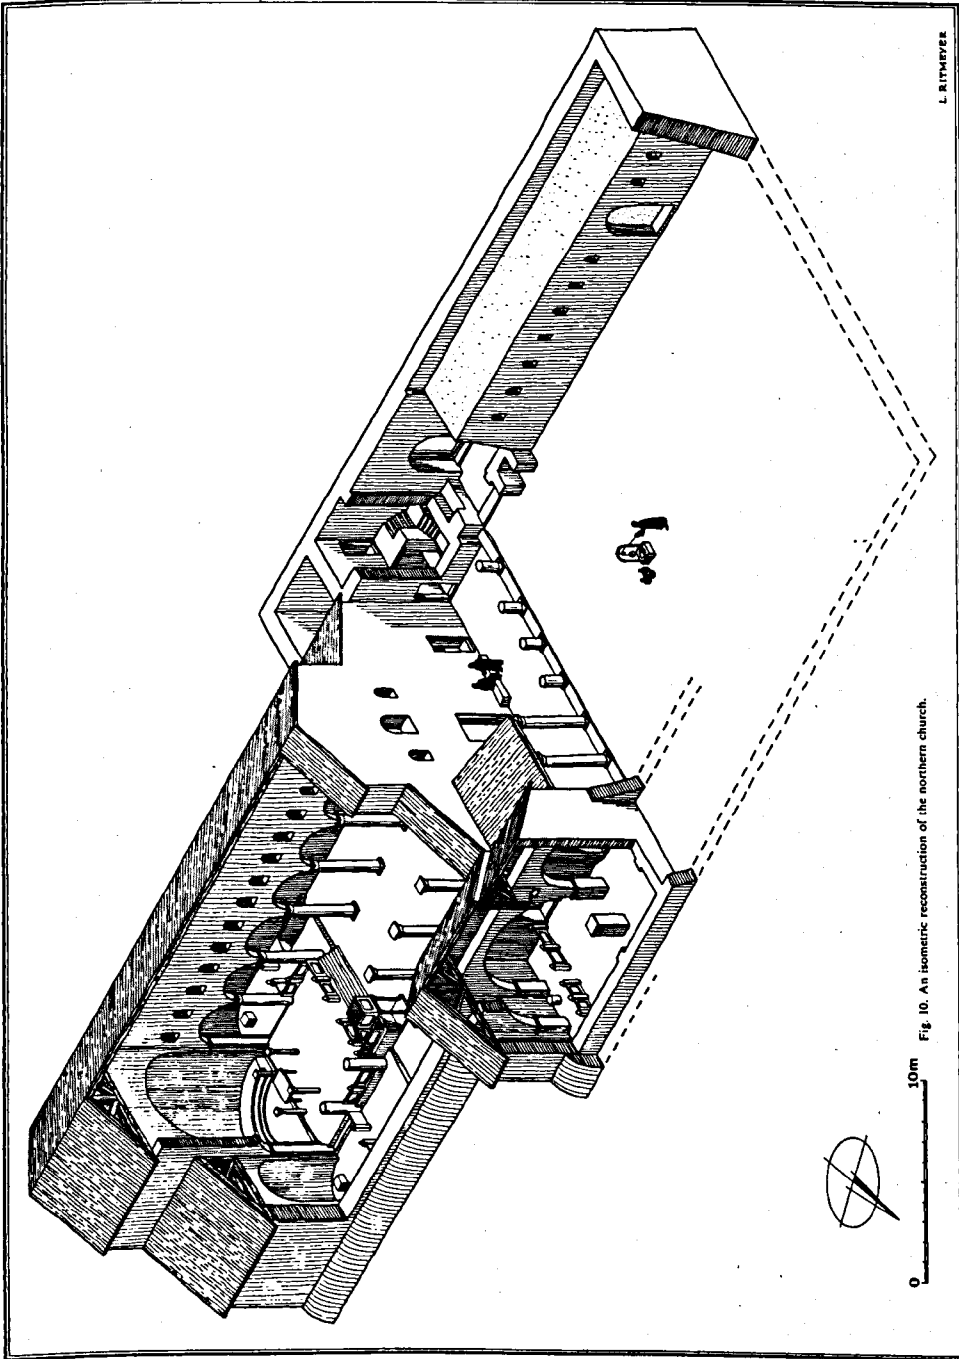 L. RITMEYER
0 10m
Fig. 10. An isometric reconstruction of the northern church.